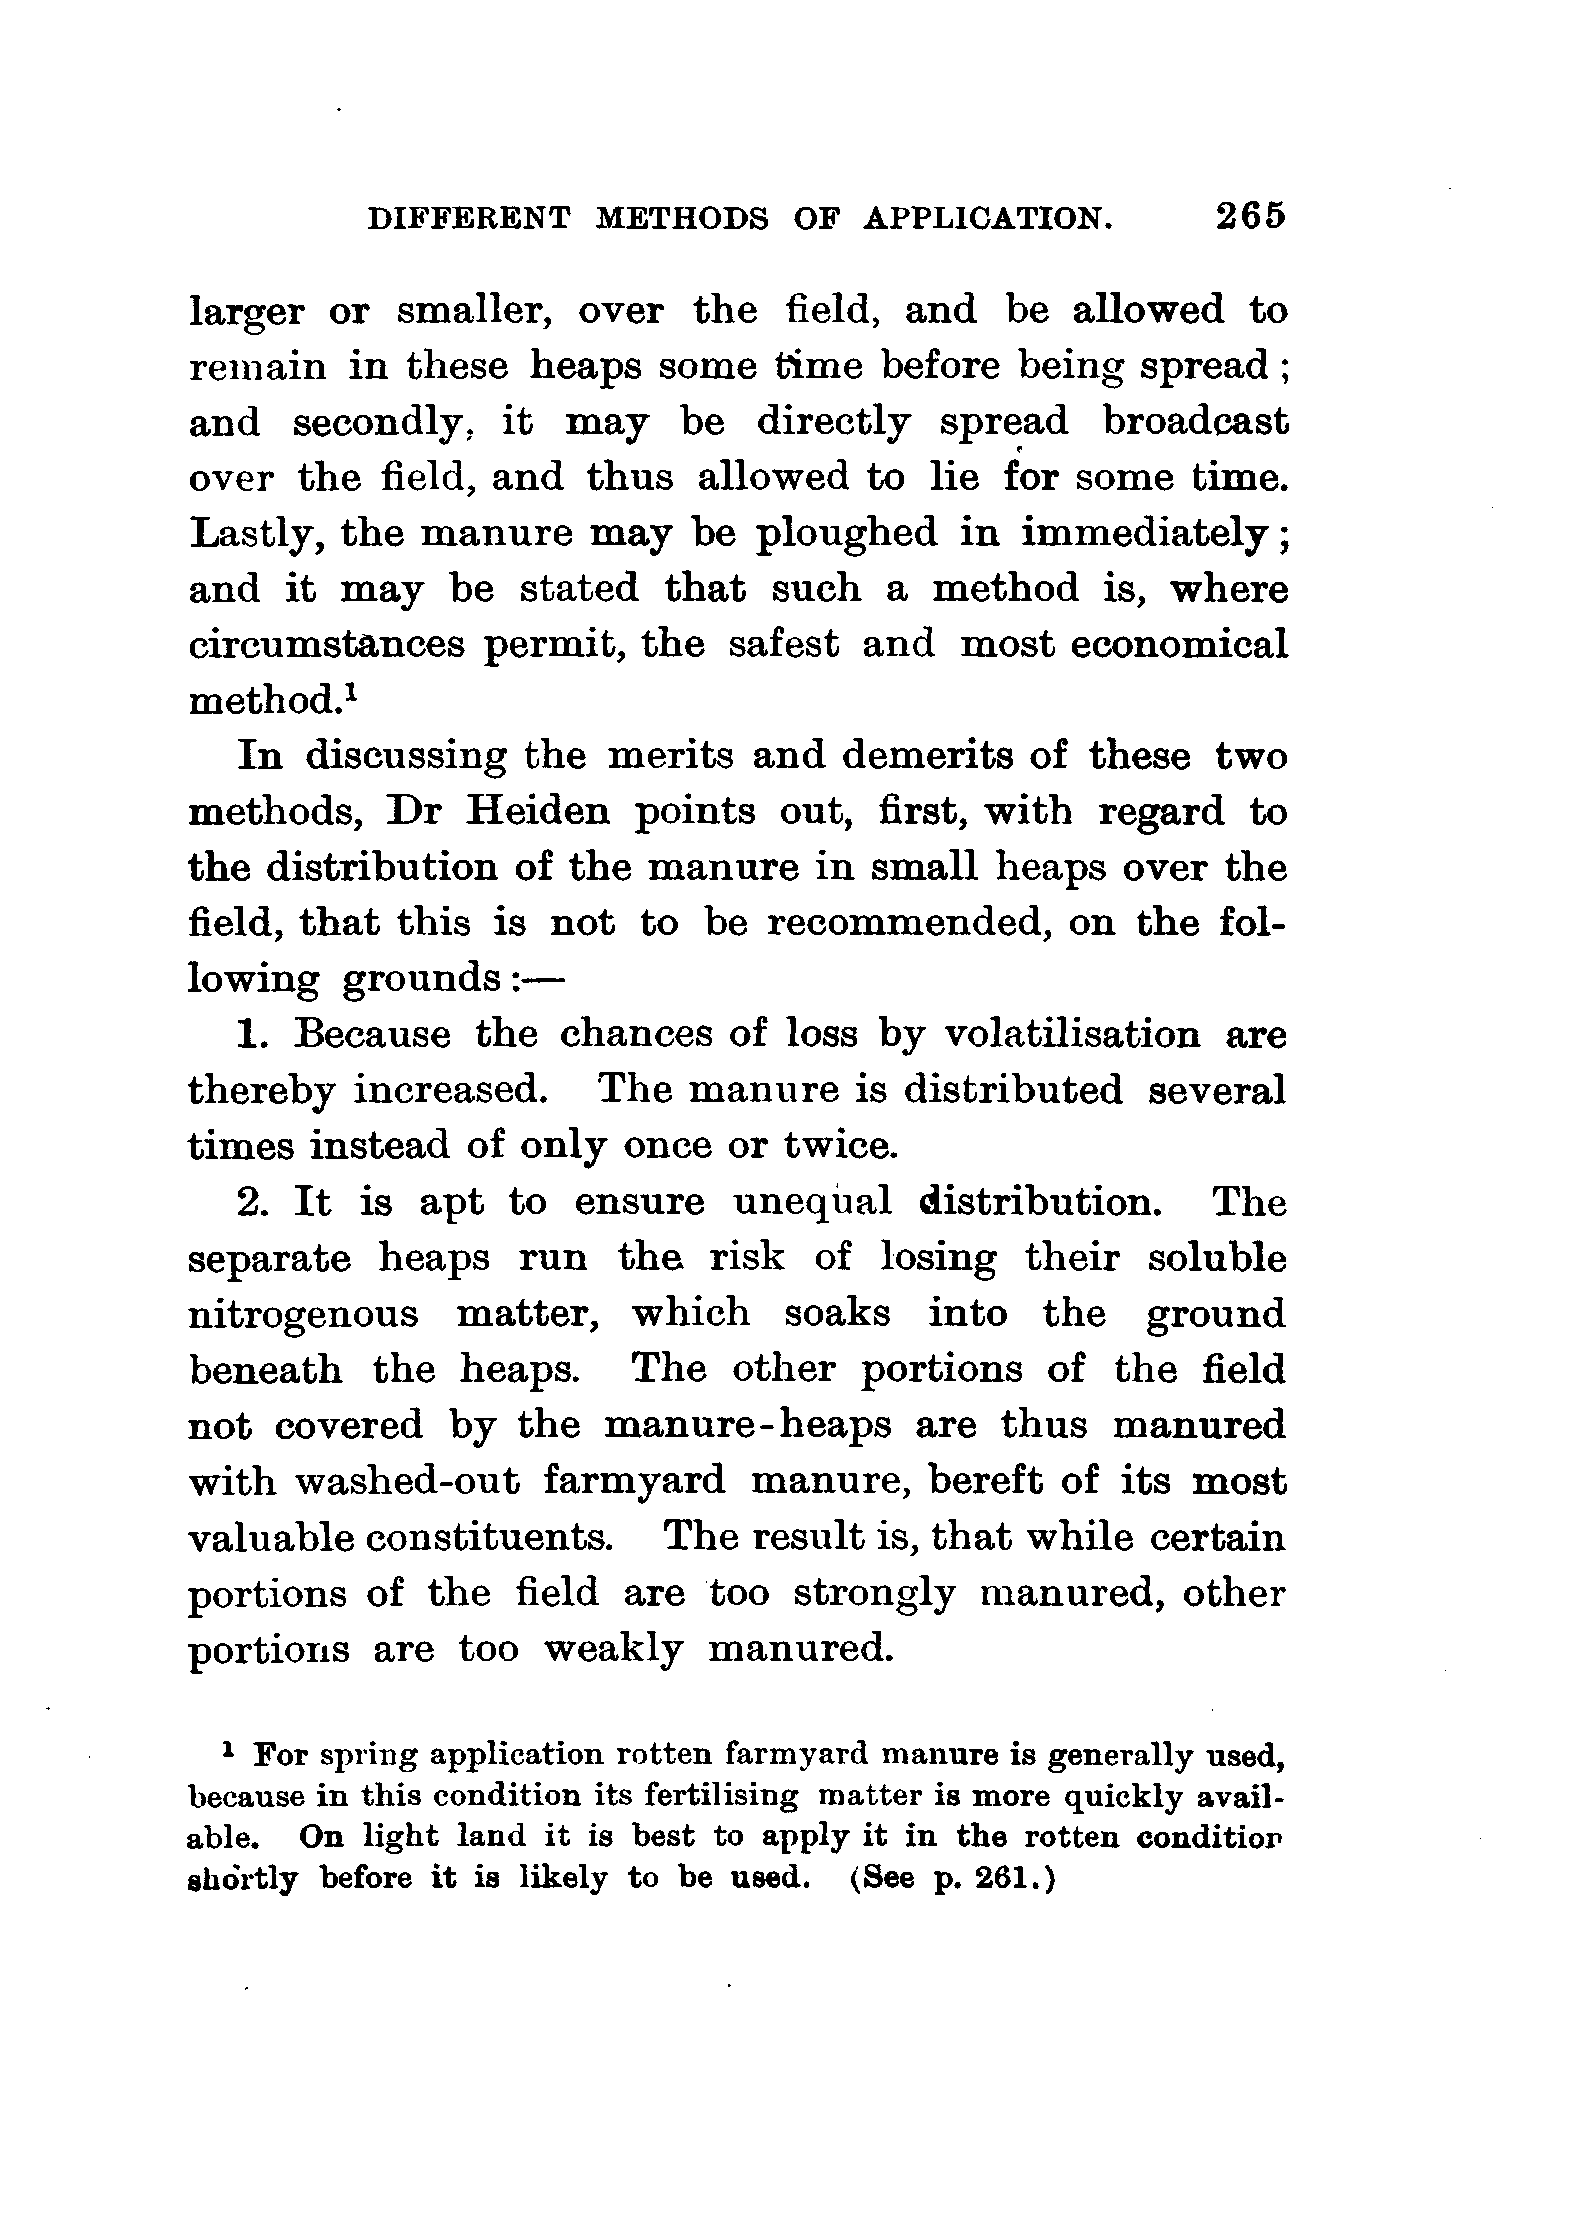 DIFFERENT METHODS OF APPLICATION. 265
larger or smaller, over the field, and be allowed to
remain in these heaps some time before being spread ;
and secondly, it may be directly spread broadcast
over the field, and thus allowed to lie for some time.
Lastly, the manure may be ploughed in immediately ;
and it may be stated that such a method is, where
circumstances permit, the safest and most economical
method.¹
In discussing the merits and demerits of these two
methods, Dr Heiden points out, first, with regard to
the distribution of the manure in small heaps over the
field, that this is not to be recommended, on the fol-
lowing grounds :—
1. Because the chances of loss by volatilisation are
thereby increased. The manure is distributed several
times instead of only once or twice.
2. It is apt to ensure unequal distribution. The
separate heaps run the risk of losing their soluble
nitrogenous matter, which soaks into the ground
beneath the heaps. The other portions of the field
not covered by the manure-heaps are thus manured
with washed-out farmyard manure, bereft of its most
valuable constituents. The result is, that while certain
portions of the field are too strongly manured, other
portions are too weakly manured.
¹ For spring application rotten farmyard manure is generally used,
because in this condition its fertilising matter is more quickly avail-
able. On light land it is best to apply it in the rotten condition
shortly before it is likely to be used. (See p. 261.)